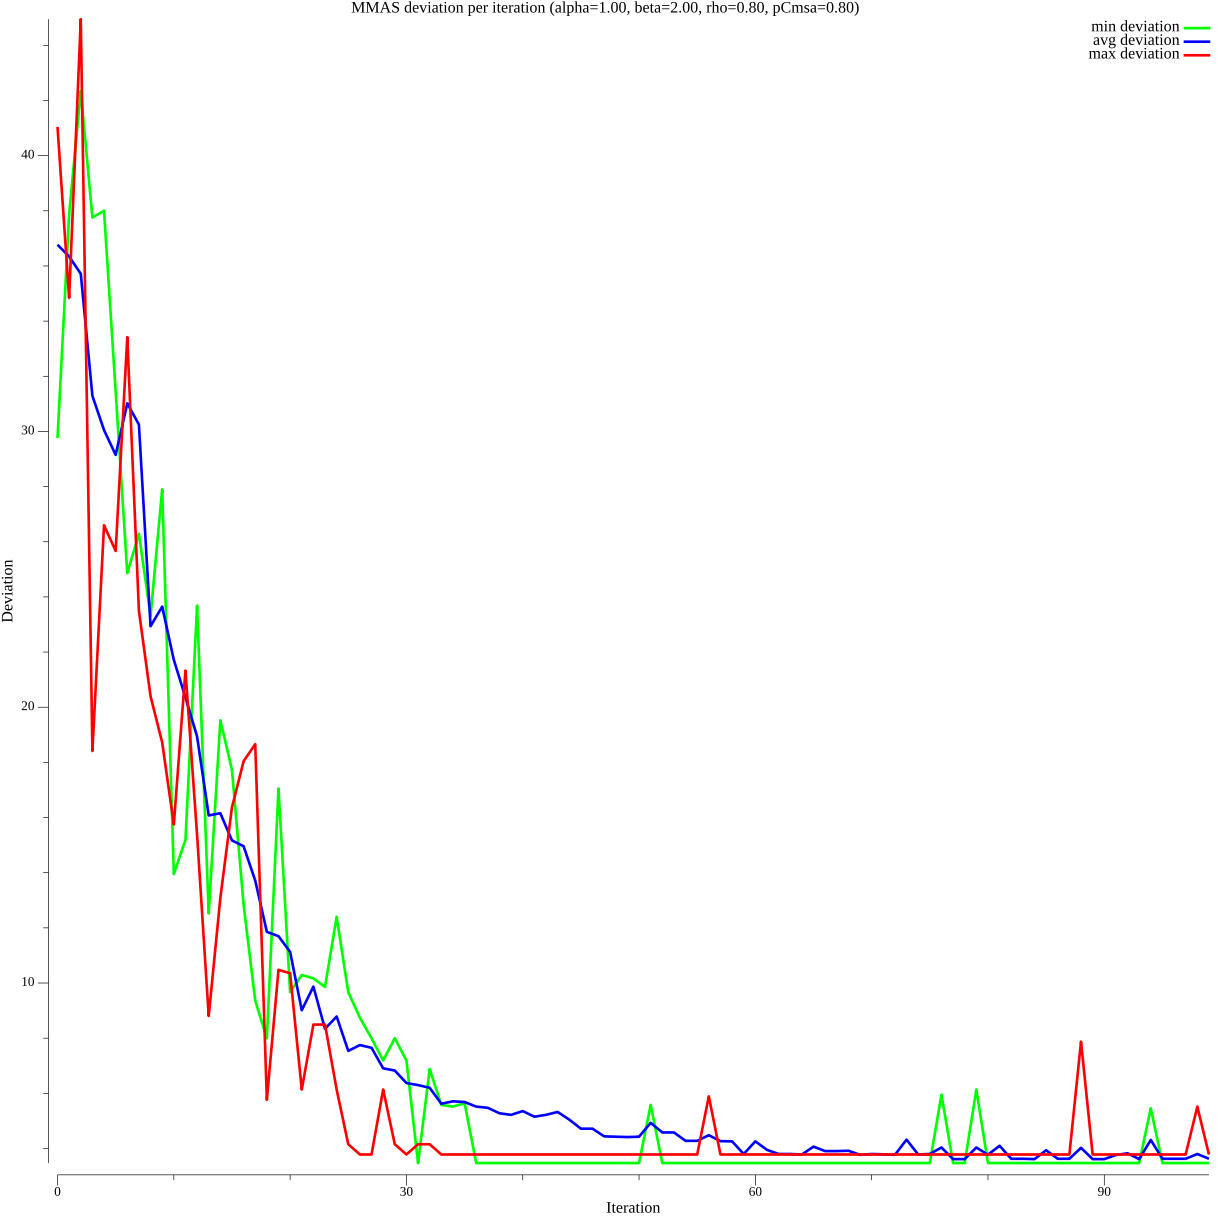 MMAS deviation per iteration (alpha=1.00, beta=2.00, rho=0.80, pCmsa=0.80)
min deviation
avg deviation
max deviation
40
30
20
10
Deviation
0
30
60
90
Iteration